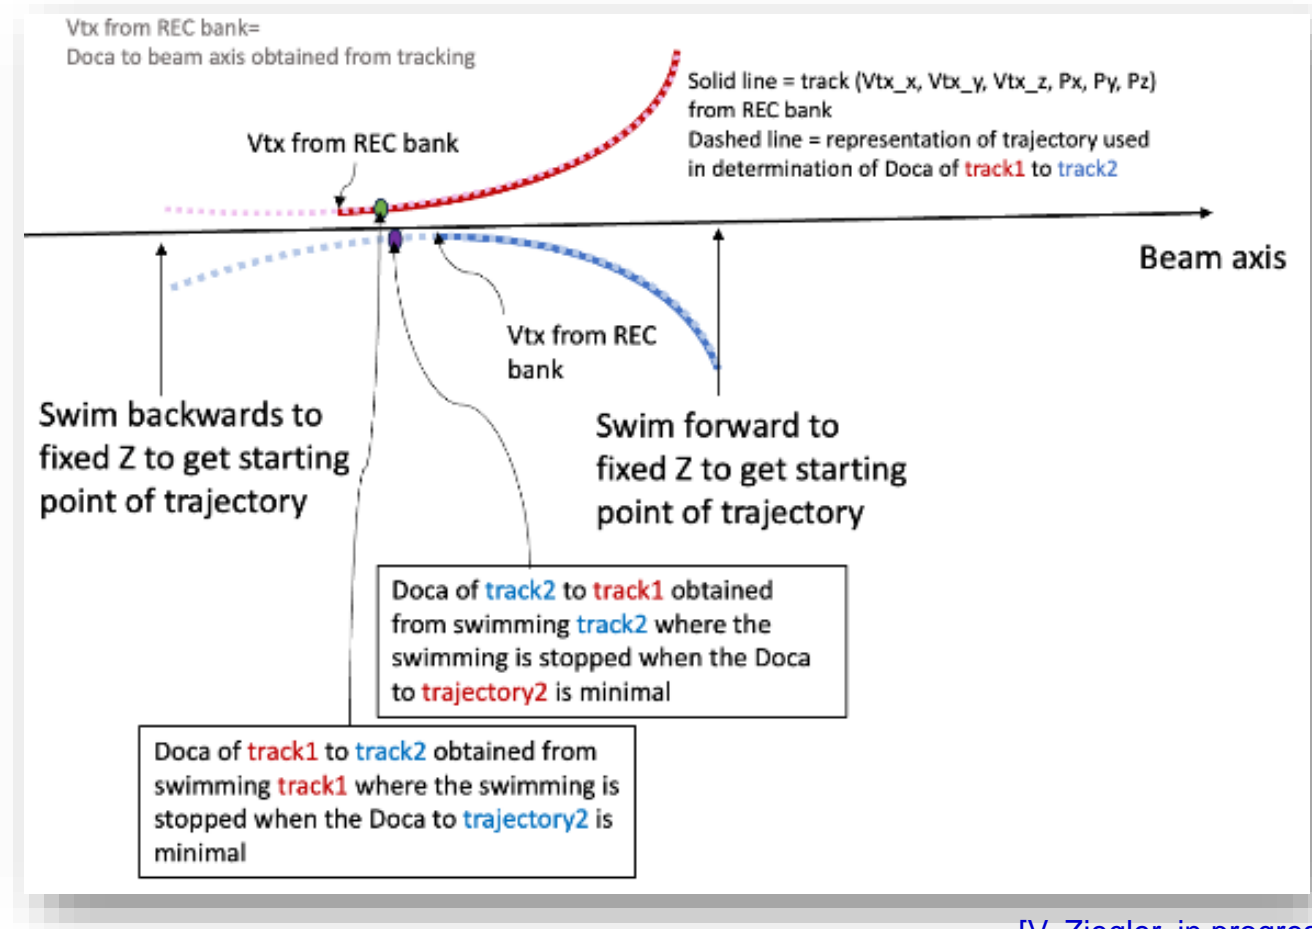 Vtx from REC bank=
Doca to beam axis obtained from tracking
Solid line = track (Vtx_x, Vtx_y, Vtx_z, Px, Py, Pz)
from REC bank
Dashed line = representation of trajectory used
in determination of Doca of track1 to track2
Vtx from REC bank
Beam axis
Vtx from REC
bank
Swim backwards to
fixed Z to get starting
point of trajectory
Swim forward to
fixed Z to get starting
point of trajectory
Doca of track2 to track1 obtained
from swimming track2 where the
swimming is stopped when the Doca
to trajectory2 is minimal
Doca of track1 to track2 obtained from
swimming track1 where the swimming is
stopped when the Doca to trajectory2 is
minimal
[V. Ziegler, in